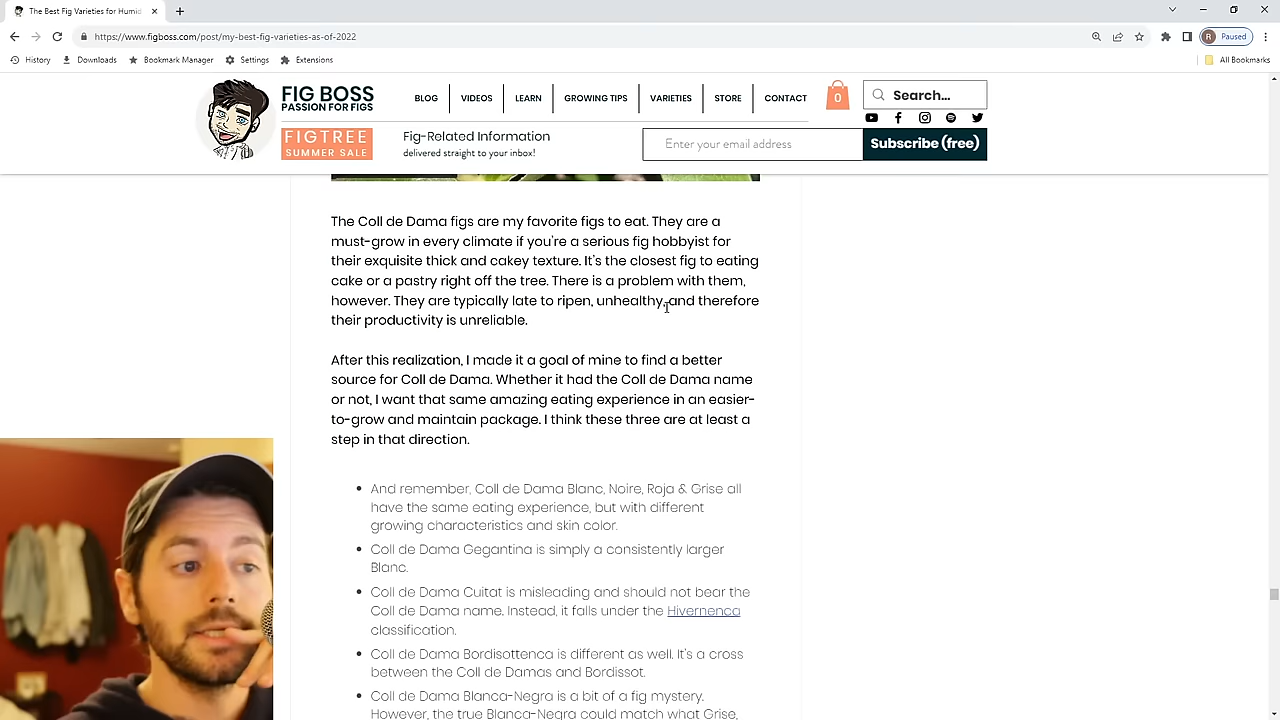 The Best Fig Varieties for Humid
https://www.figboss.com/post/my-best-fig-varieties-as-of-2022
R Paused
History Downloads Bookmark Manager Settings Extensions All Bookmarks
FIG BOSS
PASSION FOR FIGS
BLOG VIDEOS LEARN GROWING TIPS VARIETIES STORE CONTACT
0
Search...
FIGTREE
SUMMER SALE
Fig-Related Information
delivered straight to your inbox!
Enter your email address
Subscribe (free)
The Coll de Dama figs are my favorite figs to eat. They are a
must-grow in every climate if you're a serious fig hobbyist for
their exquisite thick and cakey texture. It's the closest fig to eating
cake or a pastry right off the tree. There is a problem with them,
however. They are typically late to ripen, unhealthy, and therefore
their productivity is unreliable.
After this realization, I made it a goal of mine to find a better
source for Coll de Dama. Whether it had the Coll de Dama name
or not, I want that same amazing eating experience in an easier-
to-grow and maintain package. I think these three are at least a
step in that direction.
• And remember, Coll de Dama Blanc, Noire, Roja & Grise all
have the same eating experience, but with different
growing characteristics and skin color.
• Coll de Dama Gegantina is simply a consistently larger
Blanc.
• Coll de Dama Cuitat is misleading and should not bear the
Coll de Dama name. Instead, it falls under the Hivernenca
classification.
• Coll de Dama Bordisottenca is different as well. It's a cross
between the Coll de Damas and Bordissot.
• Coll de Dama Blanca-Negra is a bit of a fig mystery.
However, the true Blanca-Negra could match what Grise,